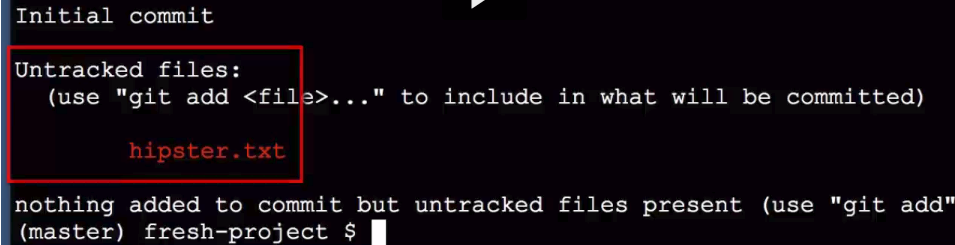 Initial commit
Untracked files:
(use "git add <file>..." to include in what will be committed)
hipster.txt
nothing added to commit but untracked files present (use "git add"
(master) fresh-project $